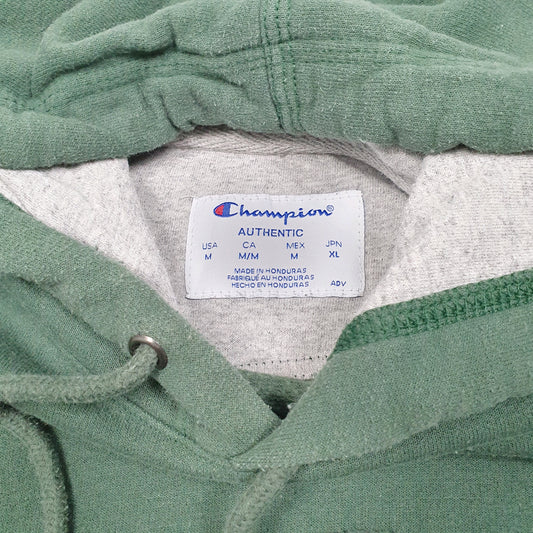 Champion®
AUTHENTIC
USA CA MEX JPN
M M/M M XL
MADE IN HONDURAS
FABRIQUÉ AU HONDURAS
HECHO EN HONDURAS ADV